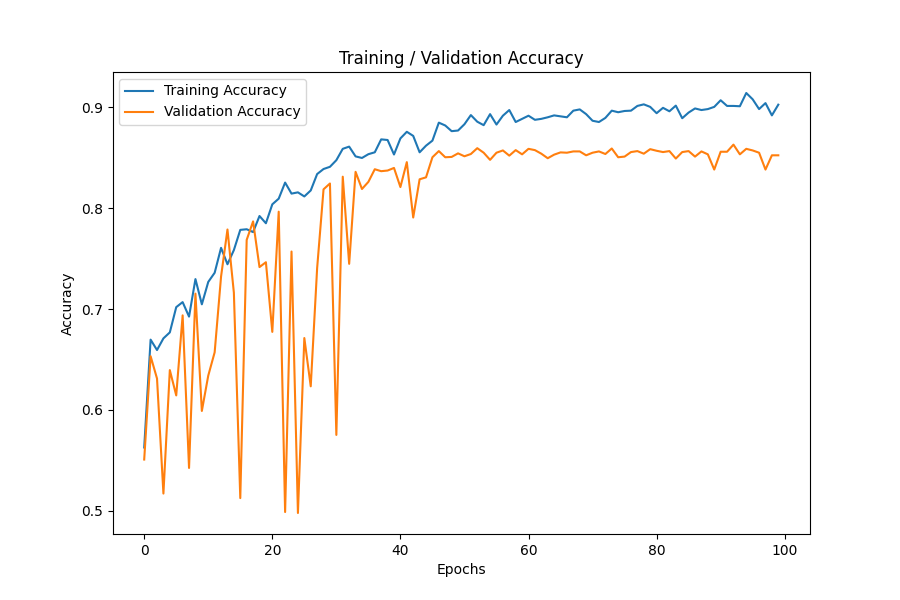 Training / Validation Accuracy
Training Accuracy
Validation Accuracy
0.9
0.8
0.7
0.6
0.5
Accuracy
0
20
40
60
80
100
Epochs